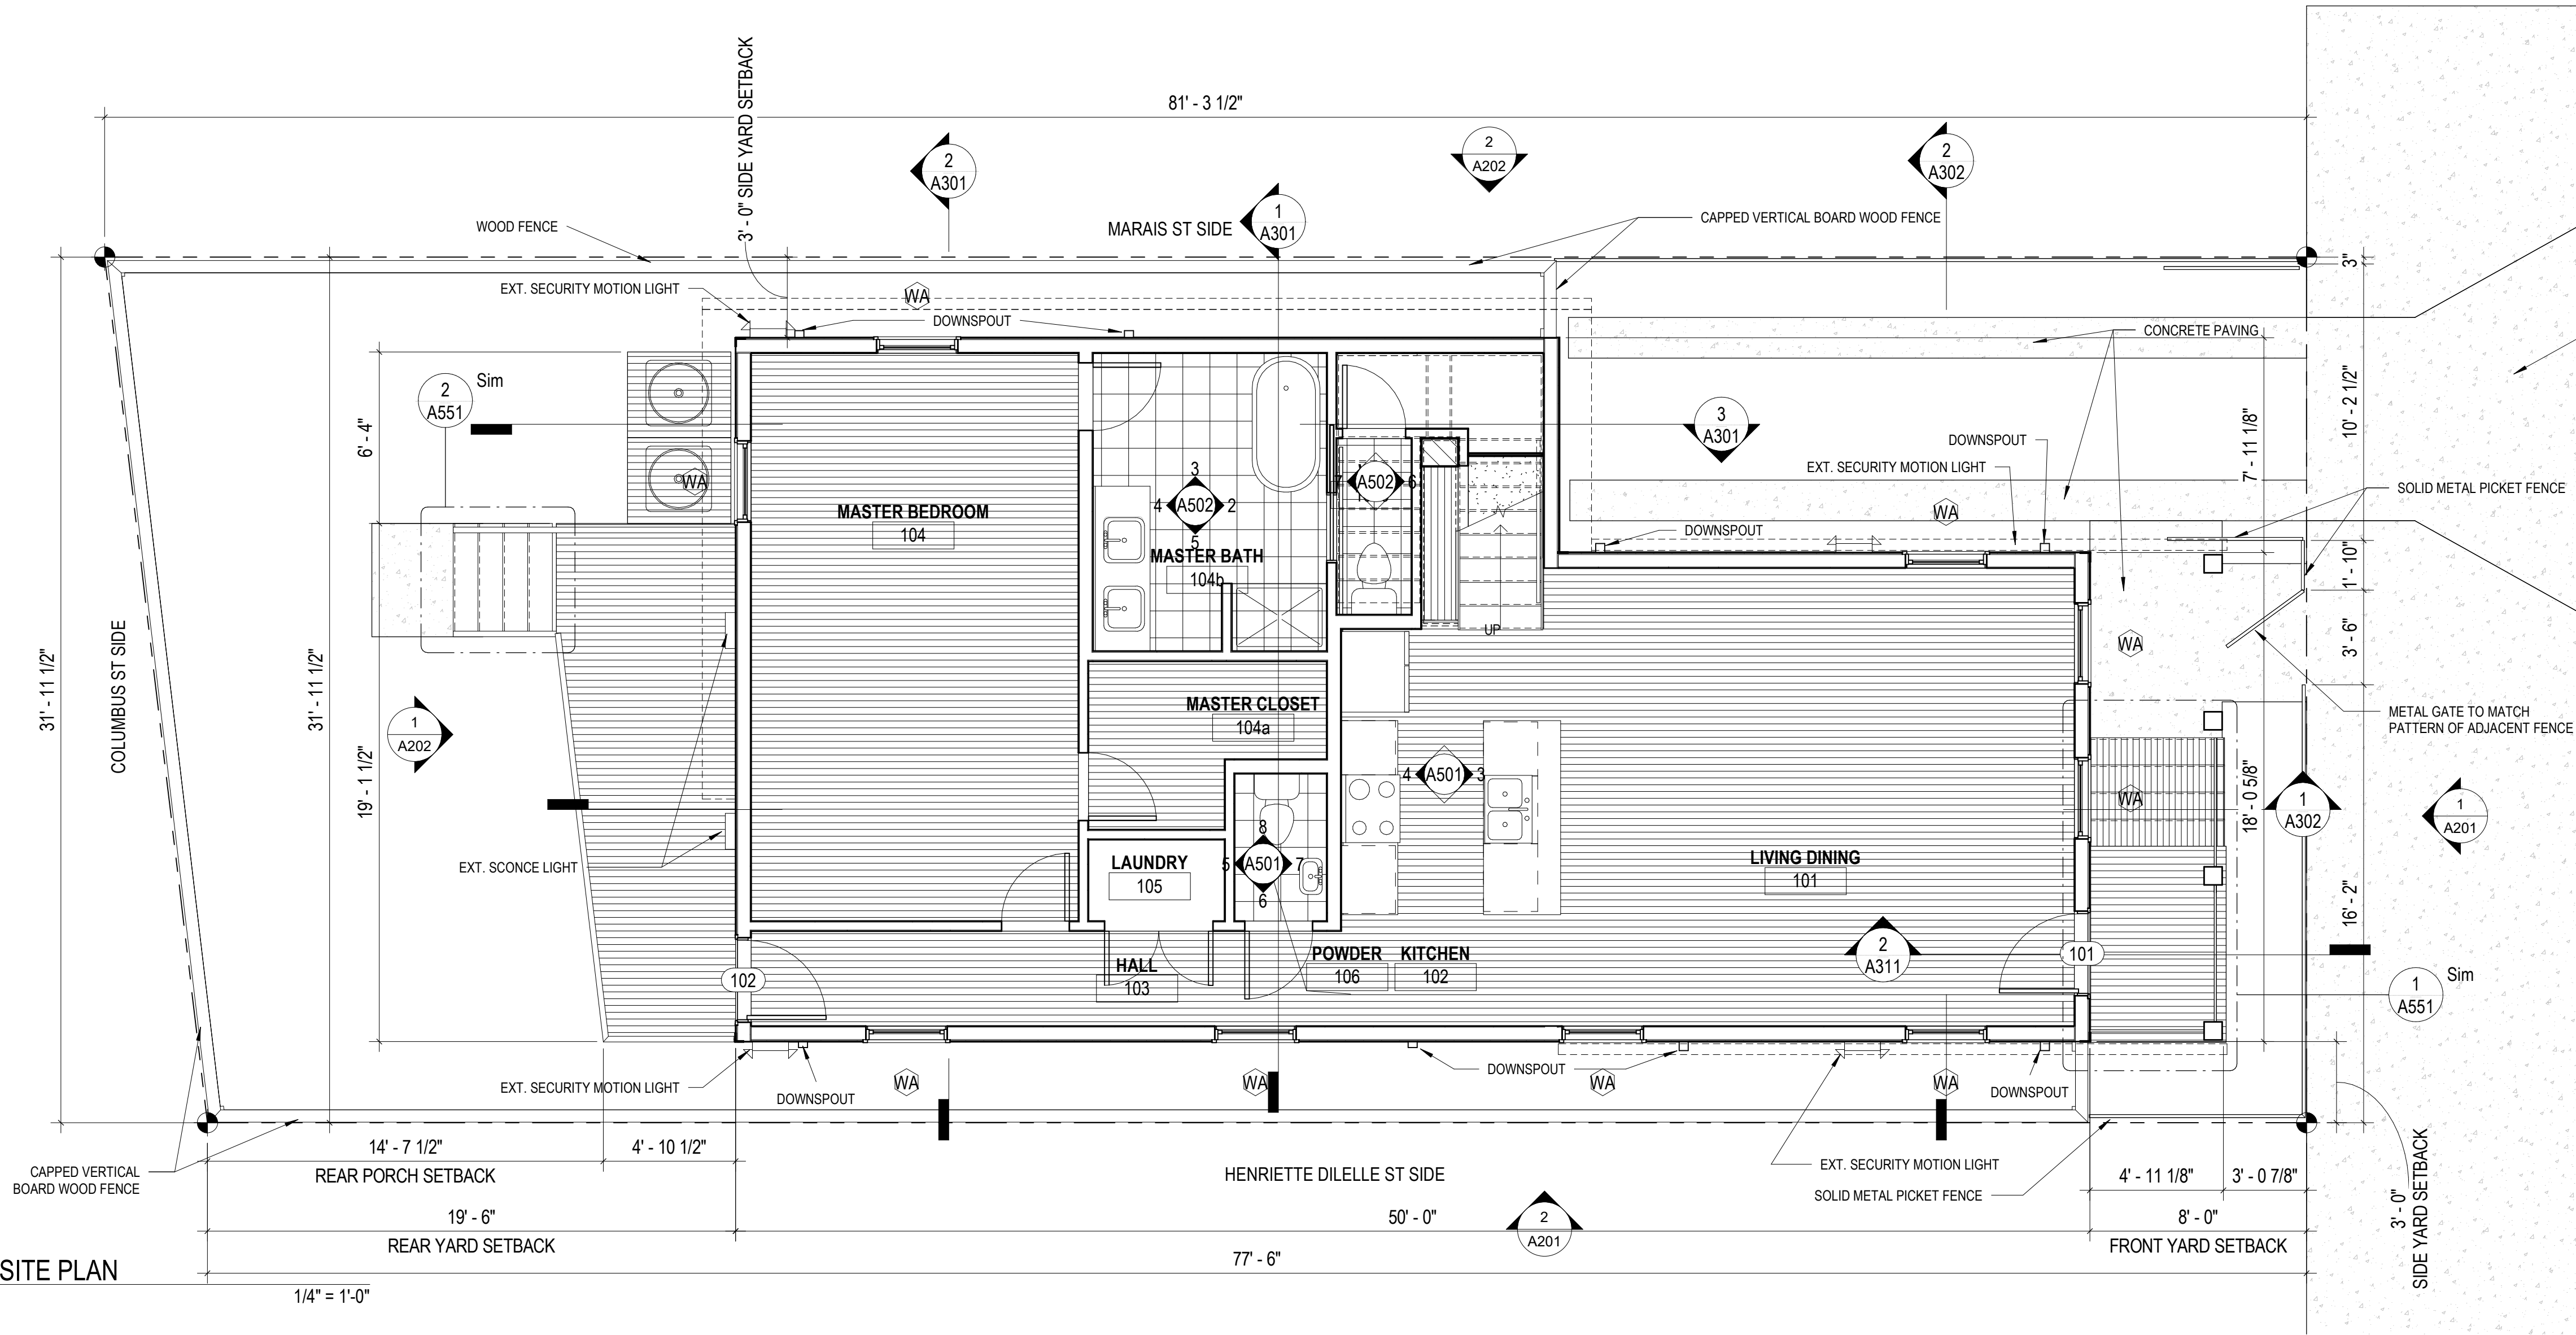 81' - 3 1/2"
3' - 0" SIDE YARD SETBACK
2
A301
2
A202
2
A302
1
A301
MARAIS ST SIDE
WOOD FENCE
CAPPED VERTICAL BOARD WOOD FENCE
3"
EXT. SECURITY MOTION LIGHT
WA
DOWNSPOUT
CONCRETE PAVING
10' - 2 1/2"
7' - 11 1/8"
2
A551
Sim
6' - 4"
3
A301
DOWNSPOUT
EXT. SECURITY MOTION LIGHT
SOLID METAL PICKET FENCE
WA
MASTER BEDROOM
104
3
4 A502 2
5
MASTER BATH
104b
7 A502 6
WA
DOWNSPOUT
1' - 10"
UP
WA
3' - 6"
COLUMBUS ST SIDE
31' - 11 1/2"
31' - 11 1/2"
MASTER CLOSET
104a
METAL GATE TO MATCH
PATTERN OF ADJACENT FENCE
1
A202
19' - 1 1/2"
4 A501 3
WA
18' - 0 5/8"
1
A302
1
A201
EXT. SCONCE LIGHT
LAUNDRY
105
8
5 A501 7
6
LIVING DINING
101
16' - 2"
2
A311
101
POWDER
106
KITCHEN
102
HALL
103
102
1
A551
Sim
EXT. SECURITY MOTION LIGHT
DOWNSPOUT
WA
WA
DOWNSPOUT
WA
WA
DOWNSPOUT
14' - 7 1/2"
REAR PORCH SETBACK
4' - 10 1/2"
CAPPED VERTICAL
BOARD WOOD FENCE
HENRIETTE DILELLE ST SIDE
EXT. SECURITY MOTION LIGHT
SOLID METAL PICKET FENCE
4' - 11 1/8"
3' - 0 7/8"
3' - 0"
SIDE YARD SETBACK
19' - 6"
REAR YARD SETBACK
50' - 0"
2
A201
8' - 0"
FRONT YARD SETBACK
77' - 6"
SITE PLAN
1/4" = 1'-0"